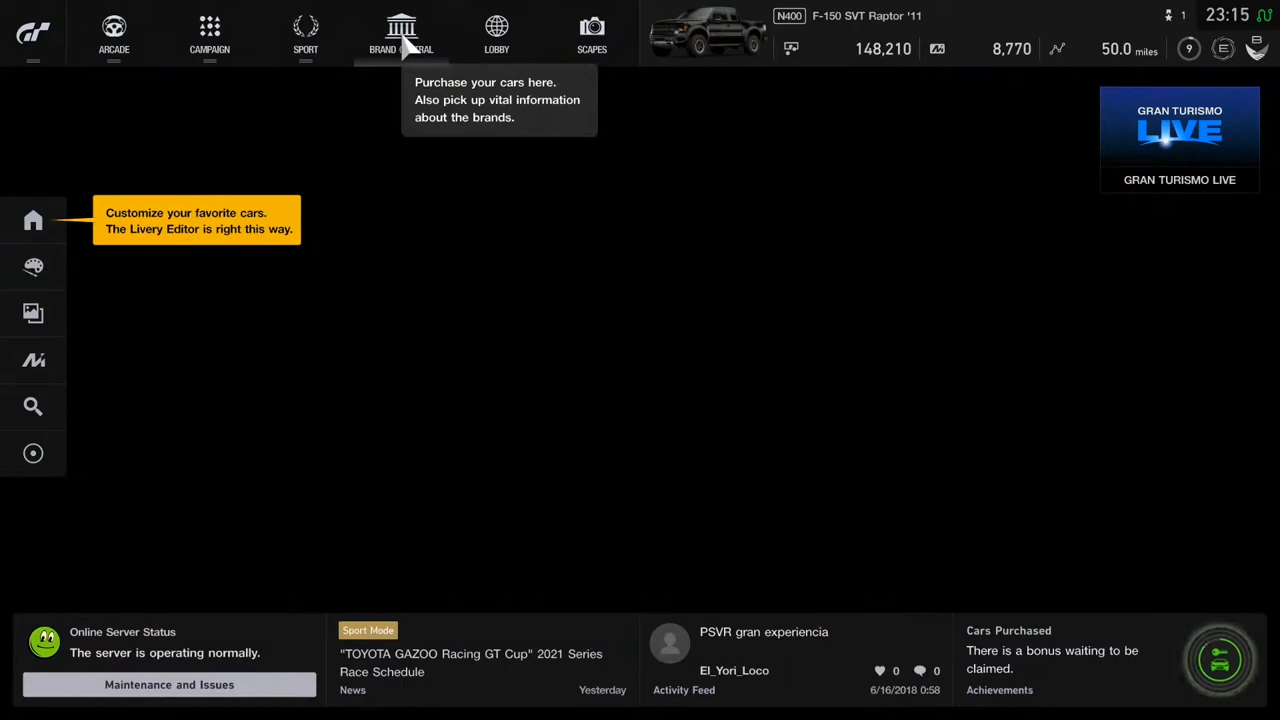 ARCADE
CAMPAIGN
SPORT
BRAND CENTRAL
LOBBY
SCAPES
N400 F-150 SVT Raptor '11
1 23:15
148,210 8,770 50.0 miles 9 E B
Purchase your cars here.
Also pick up vital information
about the brands.
GRAN TURISMO
LIVE
GRAN TURISMO LIVE
Customize your favorite cars.
The Livery Editor is right this way.
Online Server Status
The server is operating normally.
Maintenance and Issues
Sport Mode
"TOYOTA GAZOO Racing GT Cup" 2021 Series
Race Schedule
News Yesterday
PSVR gran experiencia
El_Yori_Loco 0 0
Activity Feed 6/16/2018 0:58
Cars Purchased
There is a bonus waiting to be
claimed.
Achievements